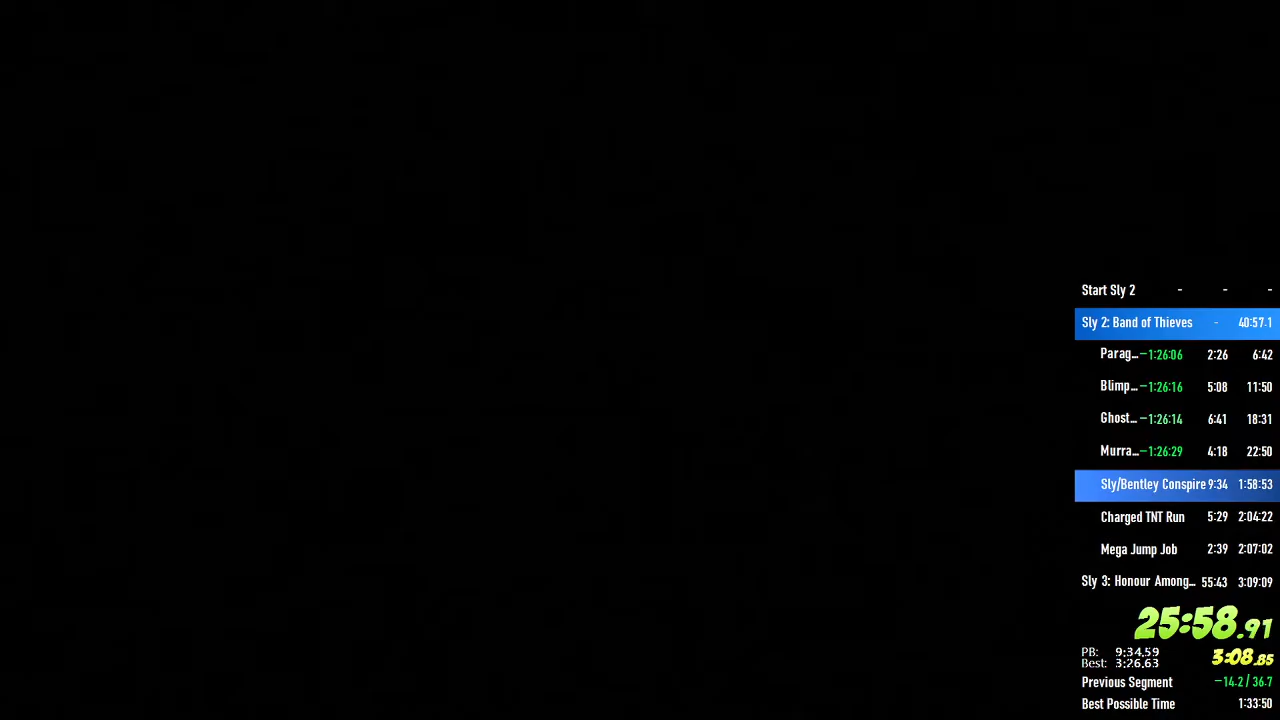 Start Sly 2 - - -
Sly 2: Band of Thieves - 40:57.1
Parag... -1:26:06 2:26 6:42
Blimp... -1:26:16 5:08 11:50
Ghost... -1:26:14 6:41 18:31
Murra... -1:26:29 4:18 22:50
Sly/Bentley Conspire 9:34 1:58:53
Charged TNT Run 5:29 2:04:22
Mega Jump Job 2:39 2:07:02
Sly 3: Honour Among... 55:43 3:09:09
25:58.91
PB: 9:34.59 3:08.85
Best: 3:26.63
Previous Segment -14.2 / 36.7
Best Possible Time 1:33:50